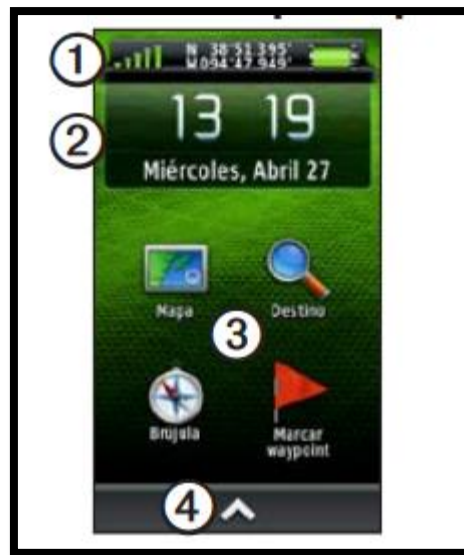 ①
N 38°51.395'
W094°47.949'
②
13 19
Miércoles, Abril 27
Mapa
Destino
③
Brújula
Marcar
waypoint
④